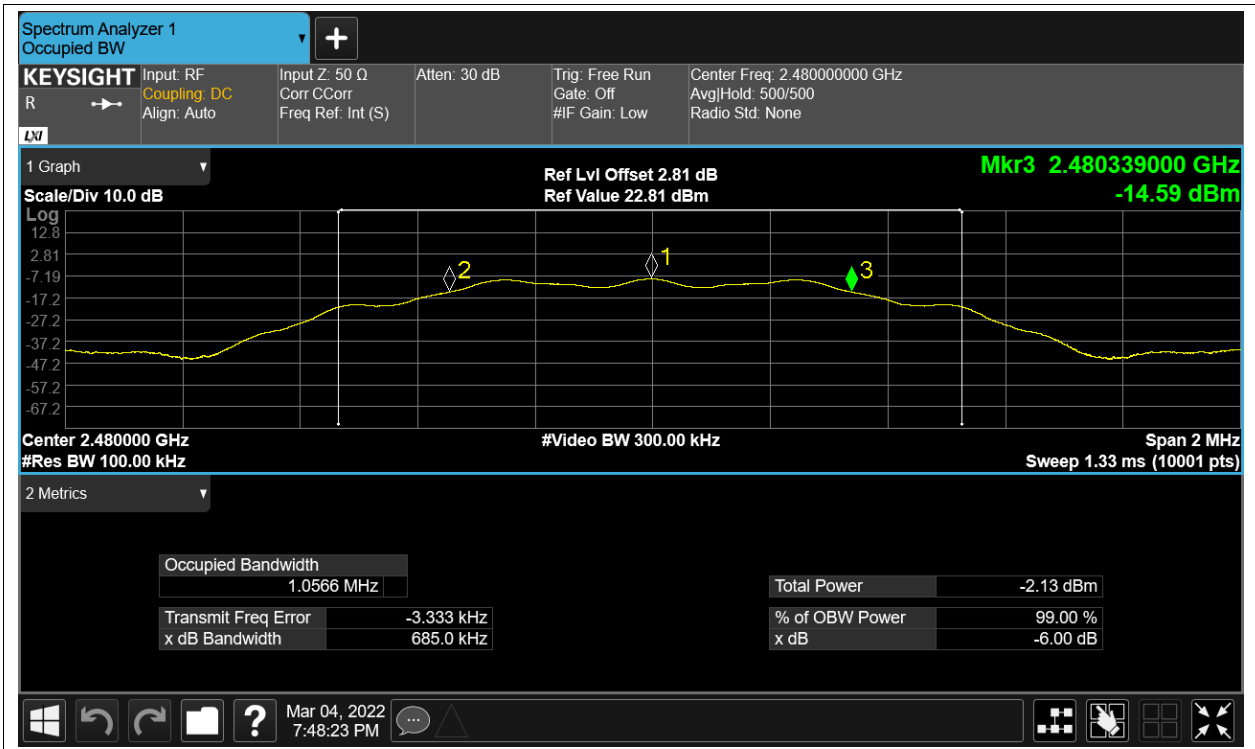 Spectrum Analyzer 1
Occupied BW
KEYSIGHT
R
LXI
Input: RF
Coupling: DC
Align: Auto
Input Z: 50 Ω
Corr CCorr
Freq Ref: Int (S)
Atten: 30 dB
Trig: Free Run
Gate: Off
#IF Gain: Low
Center Freq: 2.480000000 GHz
Avg|Hold: 500/500
Radio Std: None
1 Graph
Scale/Div 10.0 dB
Ref Lvl Offset 2.81 dB
Ref Value 22.81 dBm
Mkr3 2.480339000 GHz
-14.59 dBm
Log
12.8
2.81
-7.19
-17.2
-27.2
-37.2
-47.2
-57.2
-67.2
2
1
3
Center 2.480000 GHz
#Res BW 100.00 kHz
#Video BW 300.00 kHz
Span 2 MHz
Sweep 1.33 ms (10001 pts)
2 Metrics
Occupied Bandwidth
1.0566 MHz
Transmit Freq Error -3.333 kHz
x dB Bandwidth 685.0 kHz
Total Power -2.13 dBm
% of OBW Power 99.00 %
x dB -6.00 dB
?
Mar 04, 2022
7:48:23 PM